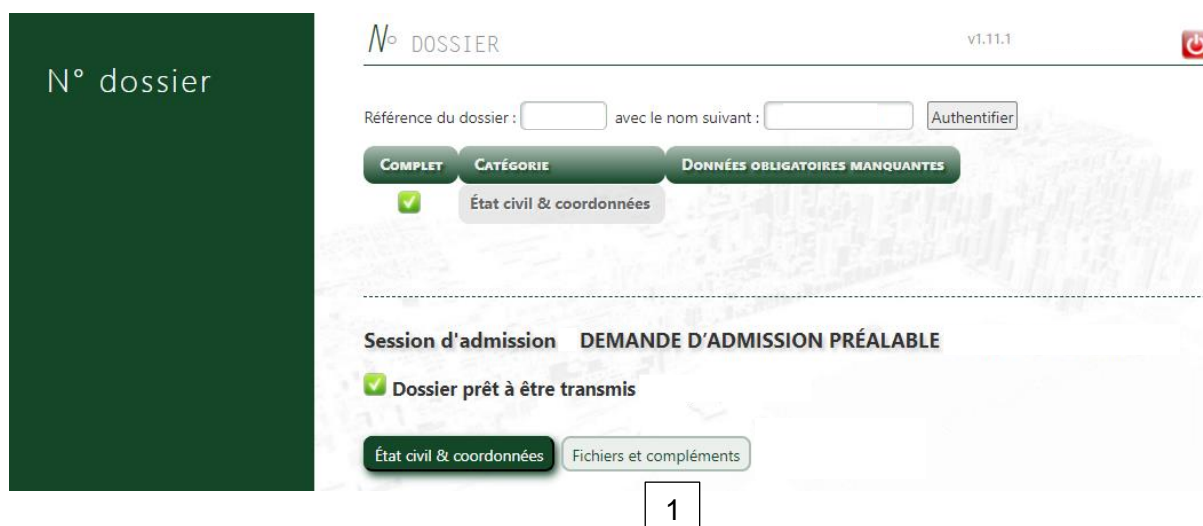 N° dossier
N° DOSSIER
v1.11.1
Référence du dossier : avec le nom suivant : Authentifier
COMPLET CATÉGORIE DONNÉES OBLIGATOIRES MANQUANTES
État civil & coordonnées
Session d'admission DEMANDE D'ADMISSION PRÉALABLE
Dossier prêt à être transmis
État civil & coordonnées Fichiers et compléments
1